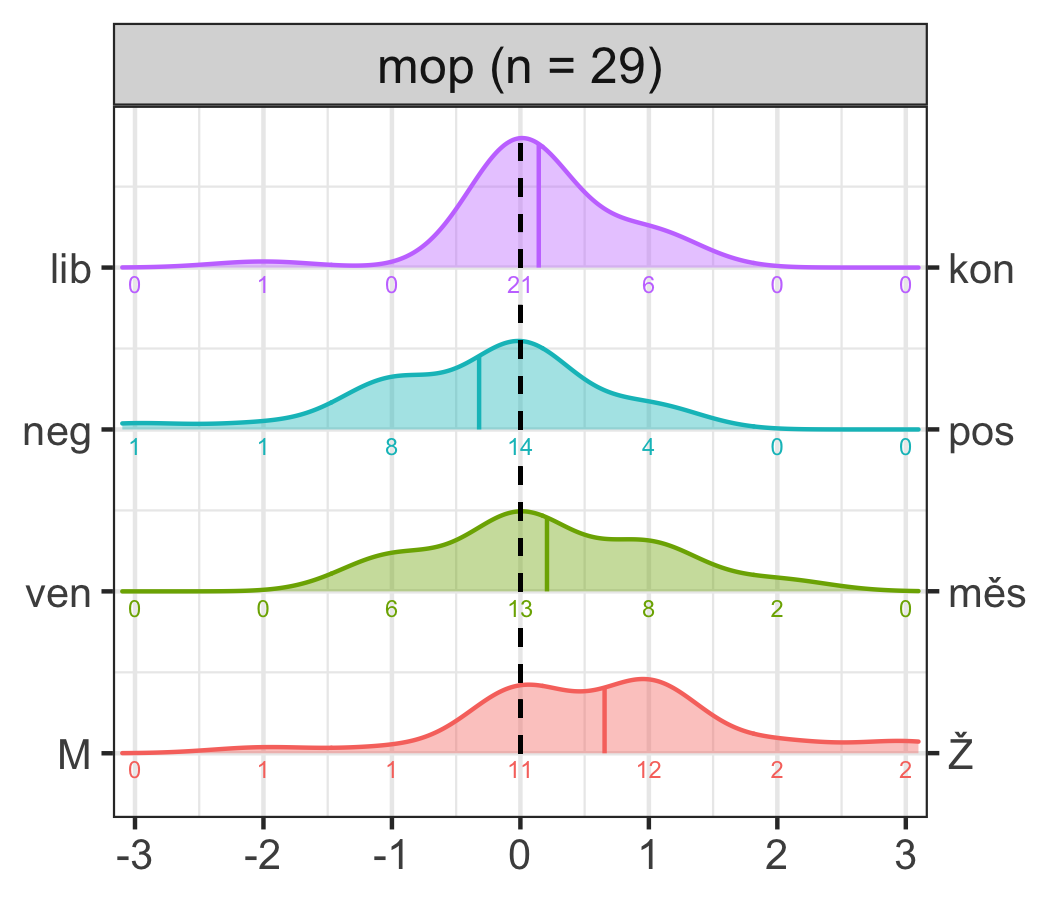 mop (n = 29)
lib kon
0 1 0 21 6 0 0
neg pos
1 1 8 14 4 0 0
ven měs
0 0 6 13 8 2 0
M Ž
0 1 1 11 12 2 2
-3 -2 -1 0 1 2 3